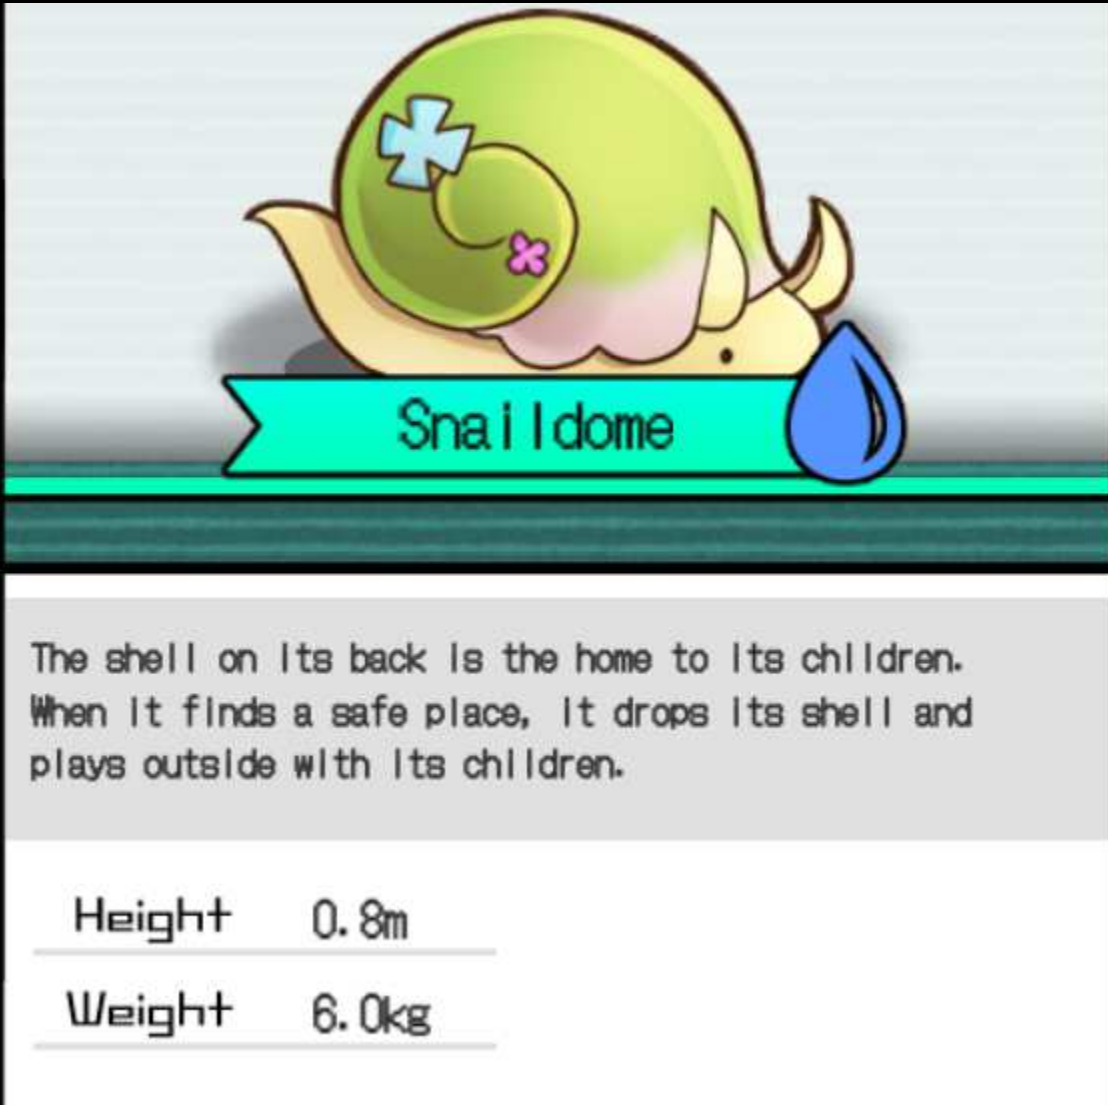 Snaildome
The shell on its back is the home to its children.
When it finds a safe place, it drops its shell and
plays outside with its children.
Height 0.8m
Weight 6.0kg